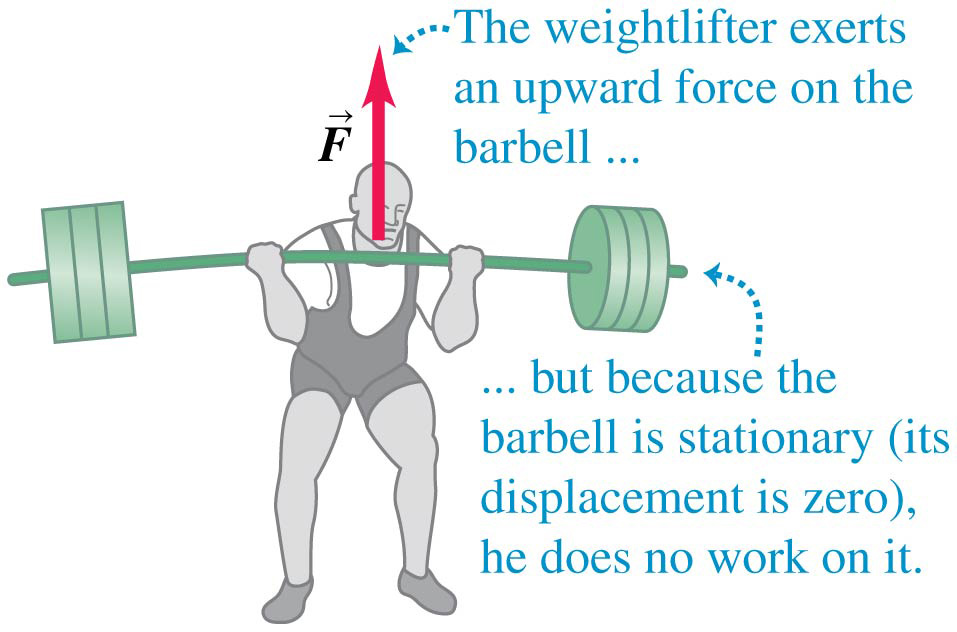 The weightlifter exerts
an upward force on the
barbell ...
F
... but because the
barbell is stationary (its
displacement is zero),
he does no work on it.